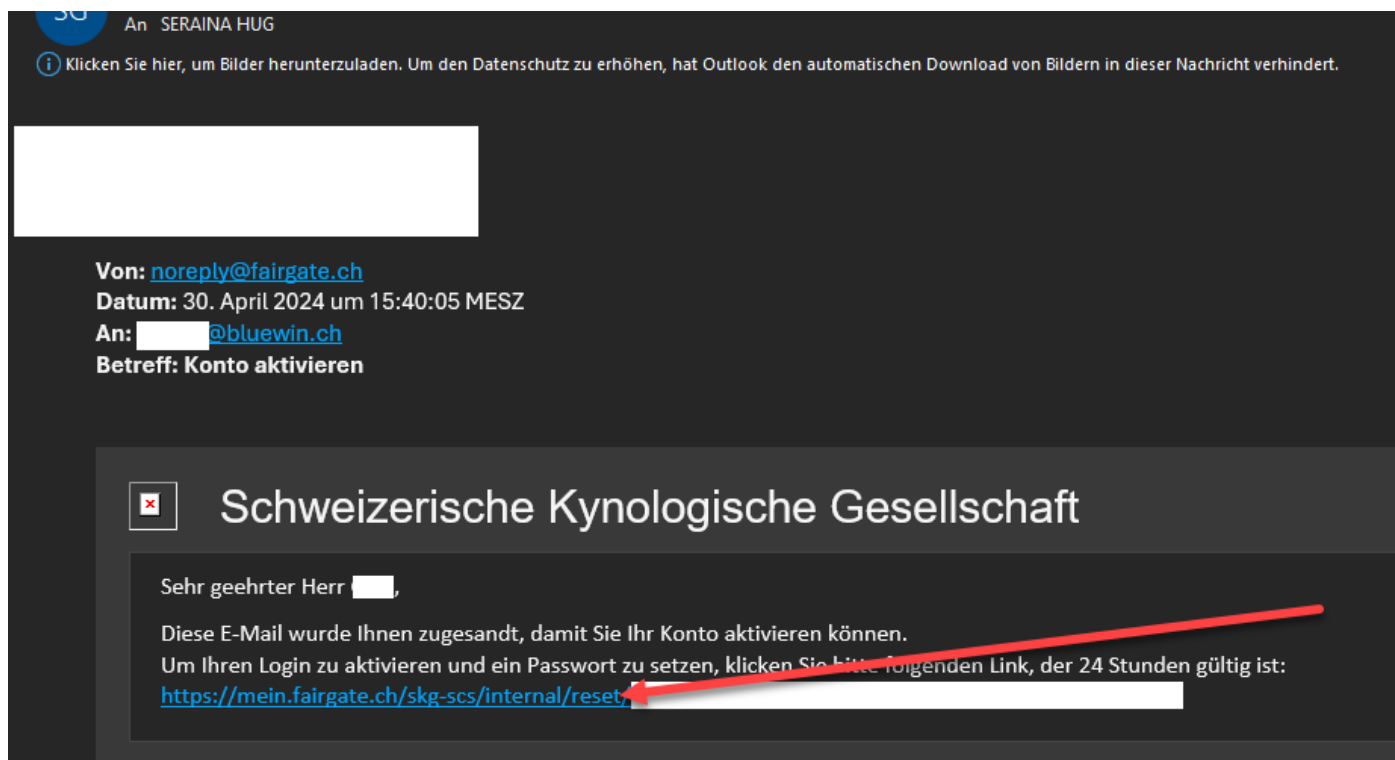 An SERAINA HUG
Klicken Sie hier, um Bilder herunterzuladen. Um den Datenschutz zu erhöhen, hat Outlook den automatischen Download von Bildern in dieser Nachricht verhindert.
Von: noreply@fairgate.ch
Datum: 30. April 2024 um 15:40:05 MESZ
An: @bluewin.ch
Betreff: Konto aktivieren
Schweizerische Kynologische Gesellschaft
Sehr geehrter Herr ,
Diese E-Mail wurde Ihnen zugesandt, damit Sie Ihr Konto aktivieren können.
Um Ihren Login zu aktivieren und ein Passwort zu setzen, klicken Sie bitte folgenden Link, der 24 Stunden gültig ist:
https://mein.fairgate.ch/skg-scs/internal/reset/